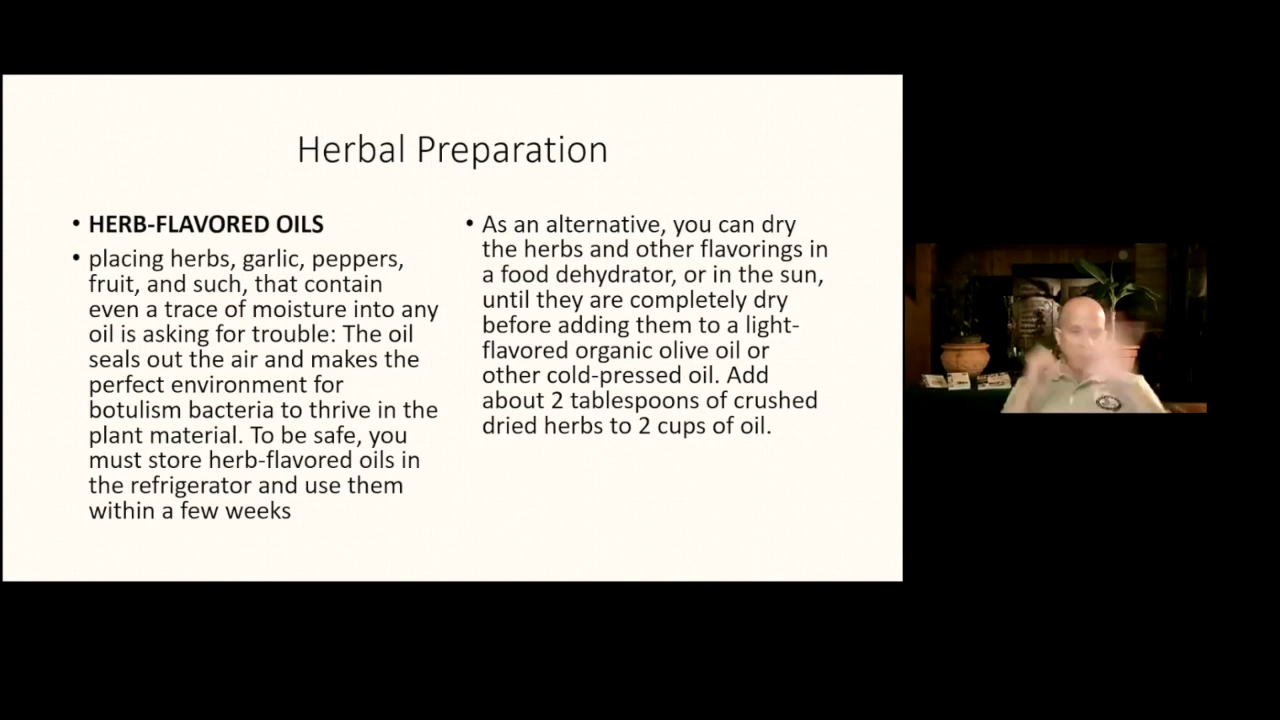 Herbal Preparation
• HERB-FLAVORED OILS
• placing herbs, garlic, peppers,
fruit, and such, that contain
even a trace of moisture into any
oil is asking for trouble: The oil
seals out the air and makes the
perfect environment for
botulism bacteria to thrive in the
plant material. To be safe, you
must store herb-flavored oils in
the refrigerator and use them
within a few weeks
• As an alternative, you can dry
the herbs and other flavorings in
a food dehydrator, or in the sun,
until they are completely dry
before adding them to a light-
flavored organic olive oil or
other cold-pressed oil. Add
about 2 tablespoons of crushed
dried herbs to 2 cups of oil.